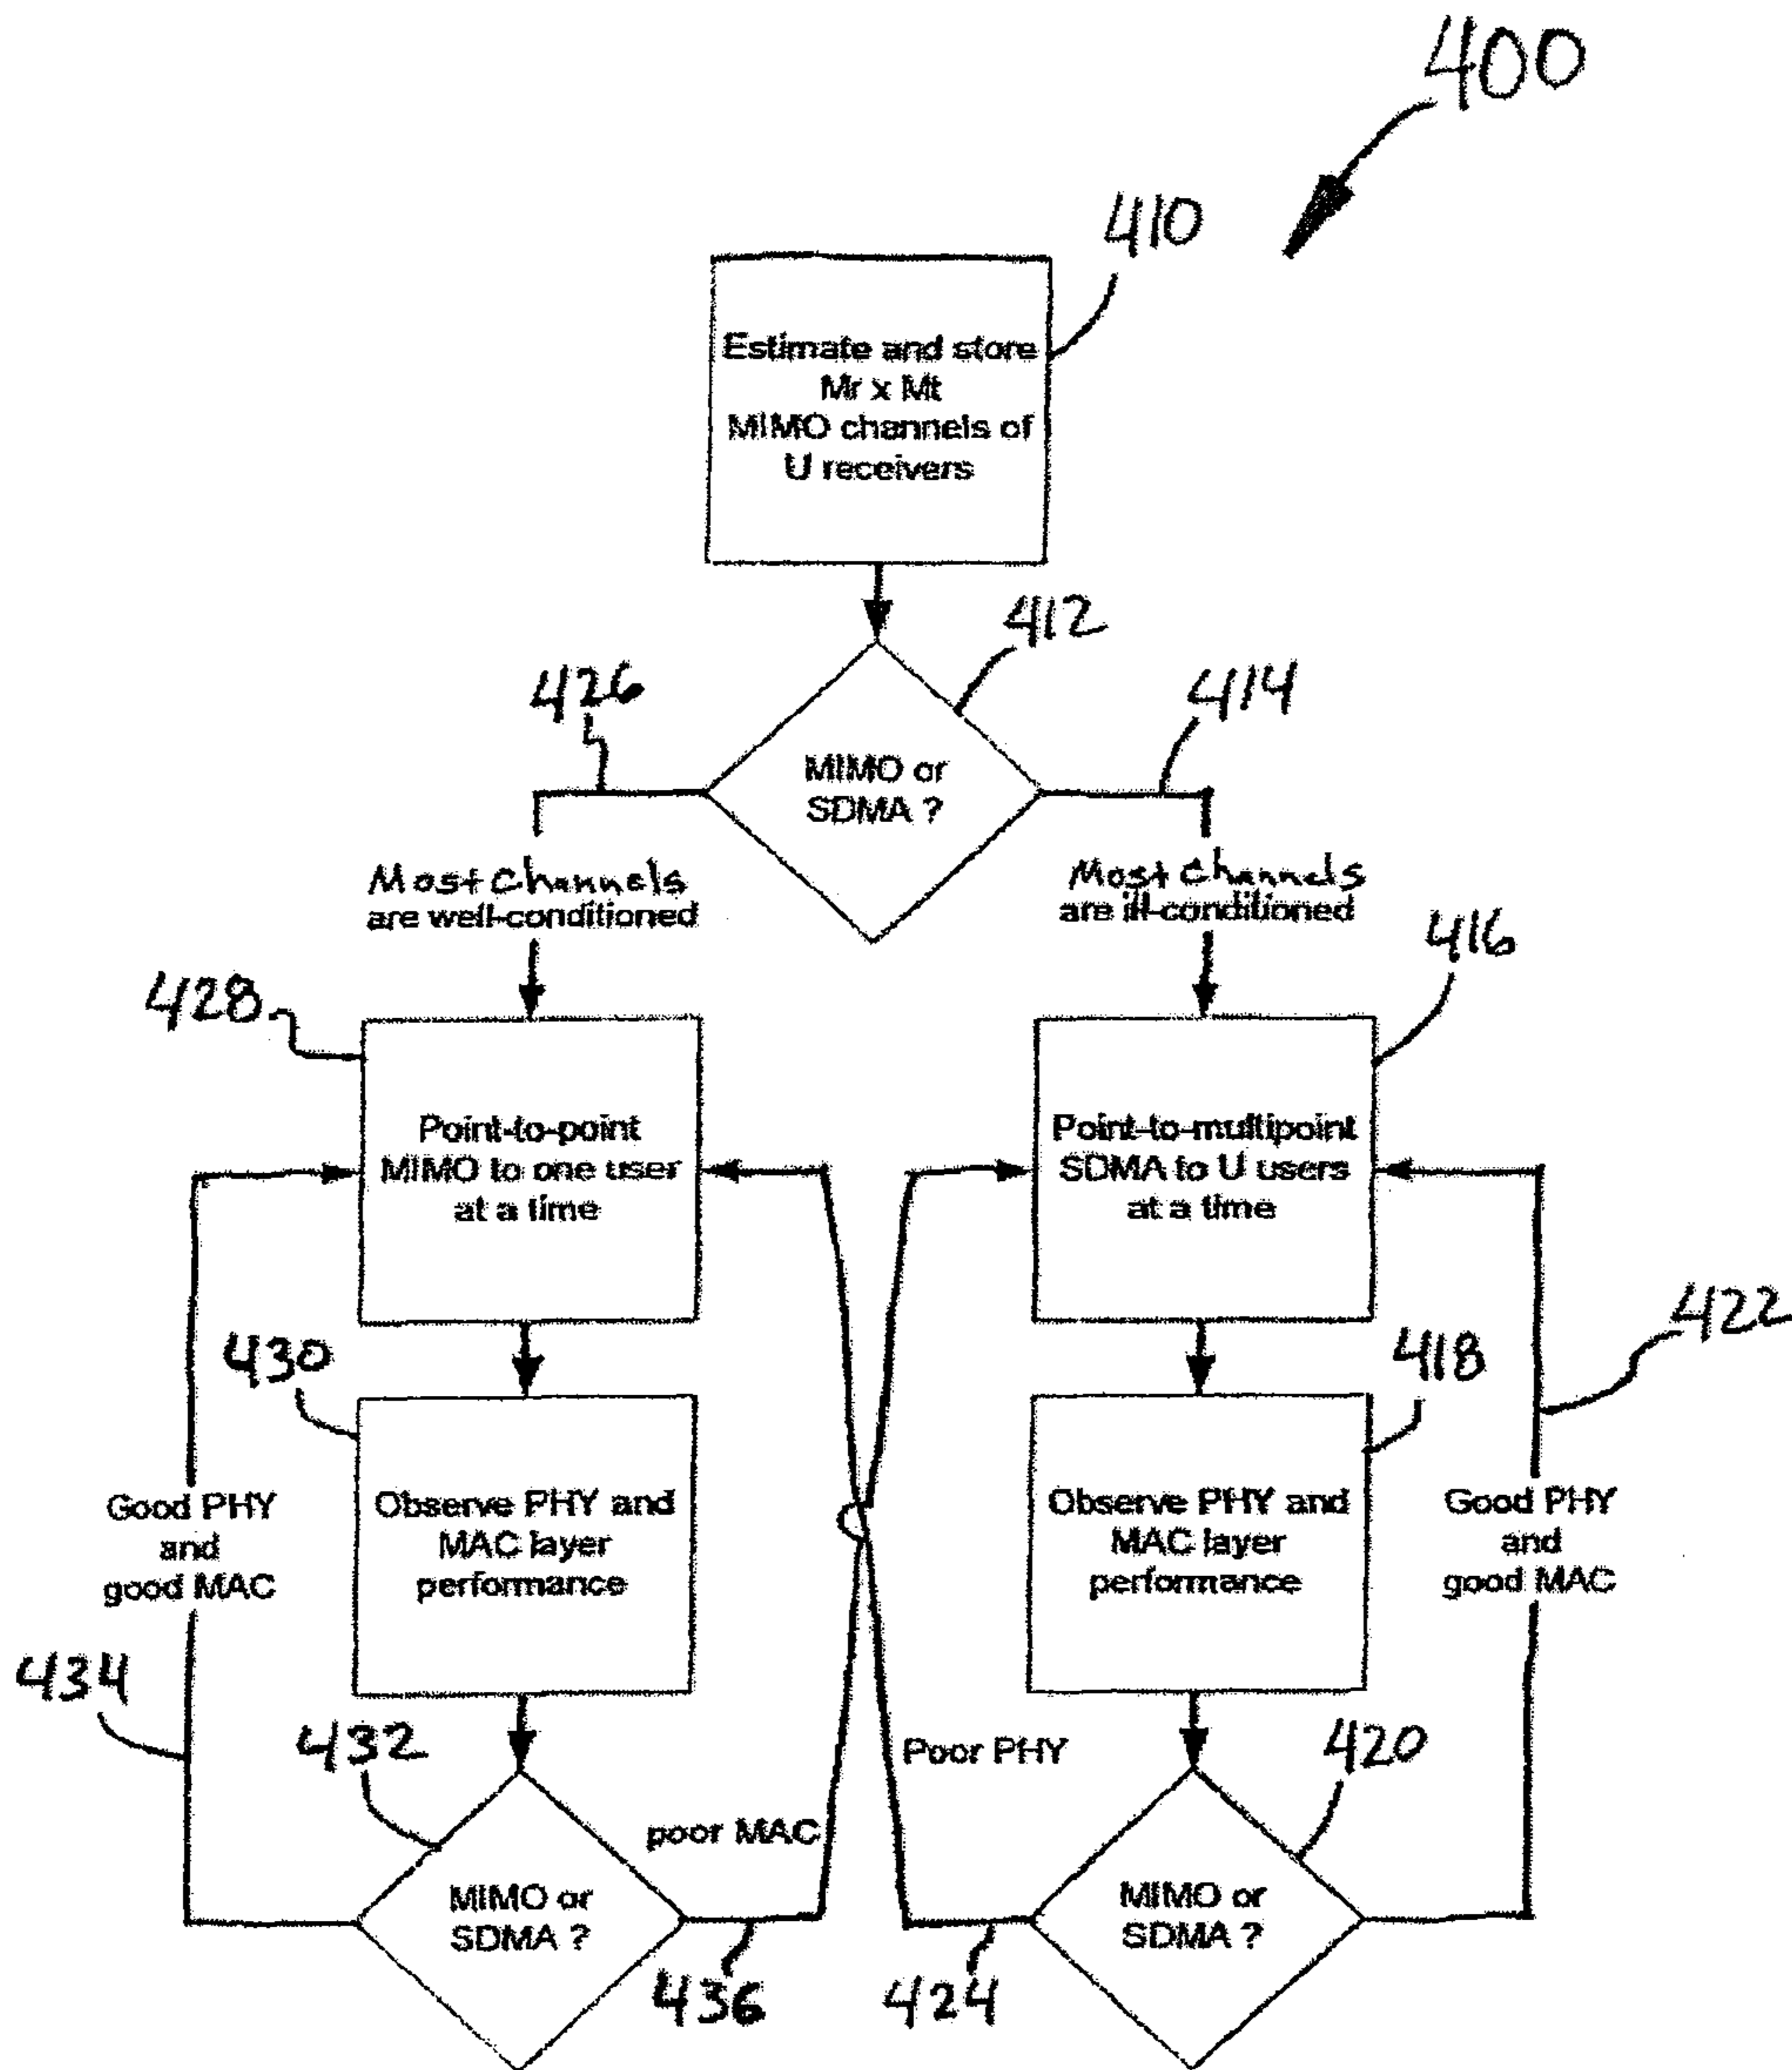 400
410
Estimate and store
Mr x Mt
MIMO channels of
U receivers
412
426
414
MIMO or
SDMA ?
Most Channels
are well-conditioned
Most Channels
are ill-conditioned
416
428
Point-to-point
MIMO to one user
at a time
Point-to-multipoint
SDMA to U users
at a time
422
430
418
Good PHY
and
good MAC
Observe PHY and
MAC layer
performance
Observe PHY and
MAC layer
performance
Good PHY
and
good MAC
434
432
Poor PHY
420
poor MAC
MIMO or
SDMA ?
MIMO or
SDMA ?
436
424